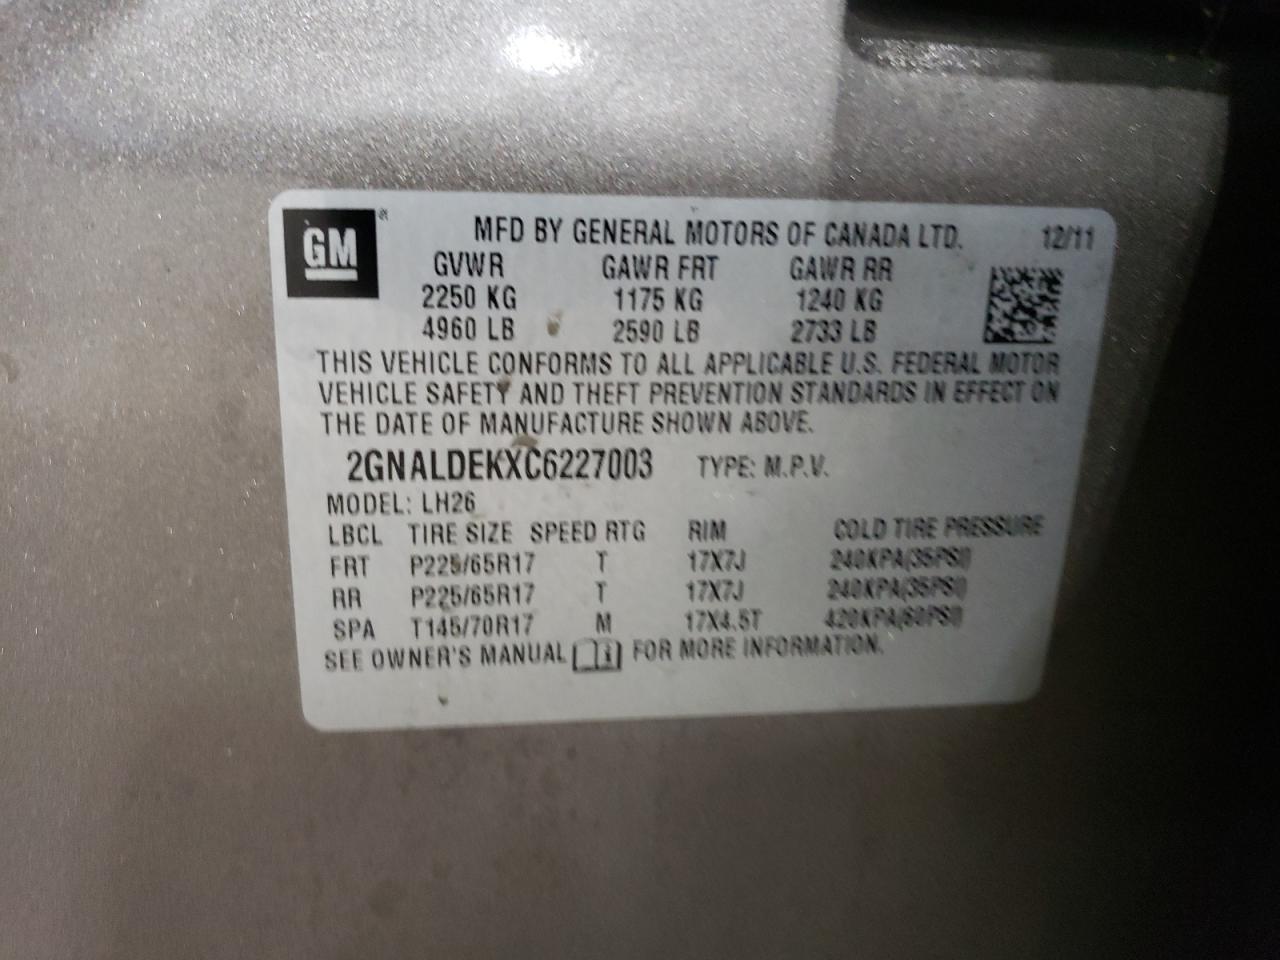 GM ®
MFD BY GENERAL MOTORS OF CANADA LTD. 12/11
GVWR GAWR FRT GAWR RR
2250 KG 1175 KG 1240 KG
4960 LB 2590 LB 2733 LB
THIS VEHICLE CONFORMS TO ALL APPLICABLE U.S. FEDERAL MOTOR
VEHICLE SAFETY AND THEFT PREVENTION STANDARDS IN EFFECT ON
THE DATE OF MANUFACTURE SHOWN ABOVE.
2GNALDEKXC6227003 TYPE: M.P.V.
MODEL: LH26
LBCL TIRE SIZE SPEED RTG RIM COLD TIRE PRESSURE
FRT P225/65R17 T 17X7J 240KPA(35PSI)
RR P225/65R17 T 17X7J 240KPA(35PSI)
SPA T145/70R17 M 17X4.5T 420KPA(60PSI)
SEE OWNER'S MANUAL FOR MORE INFORMATION.